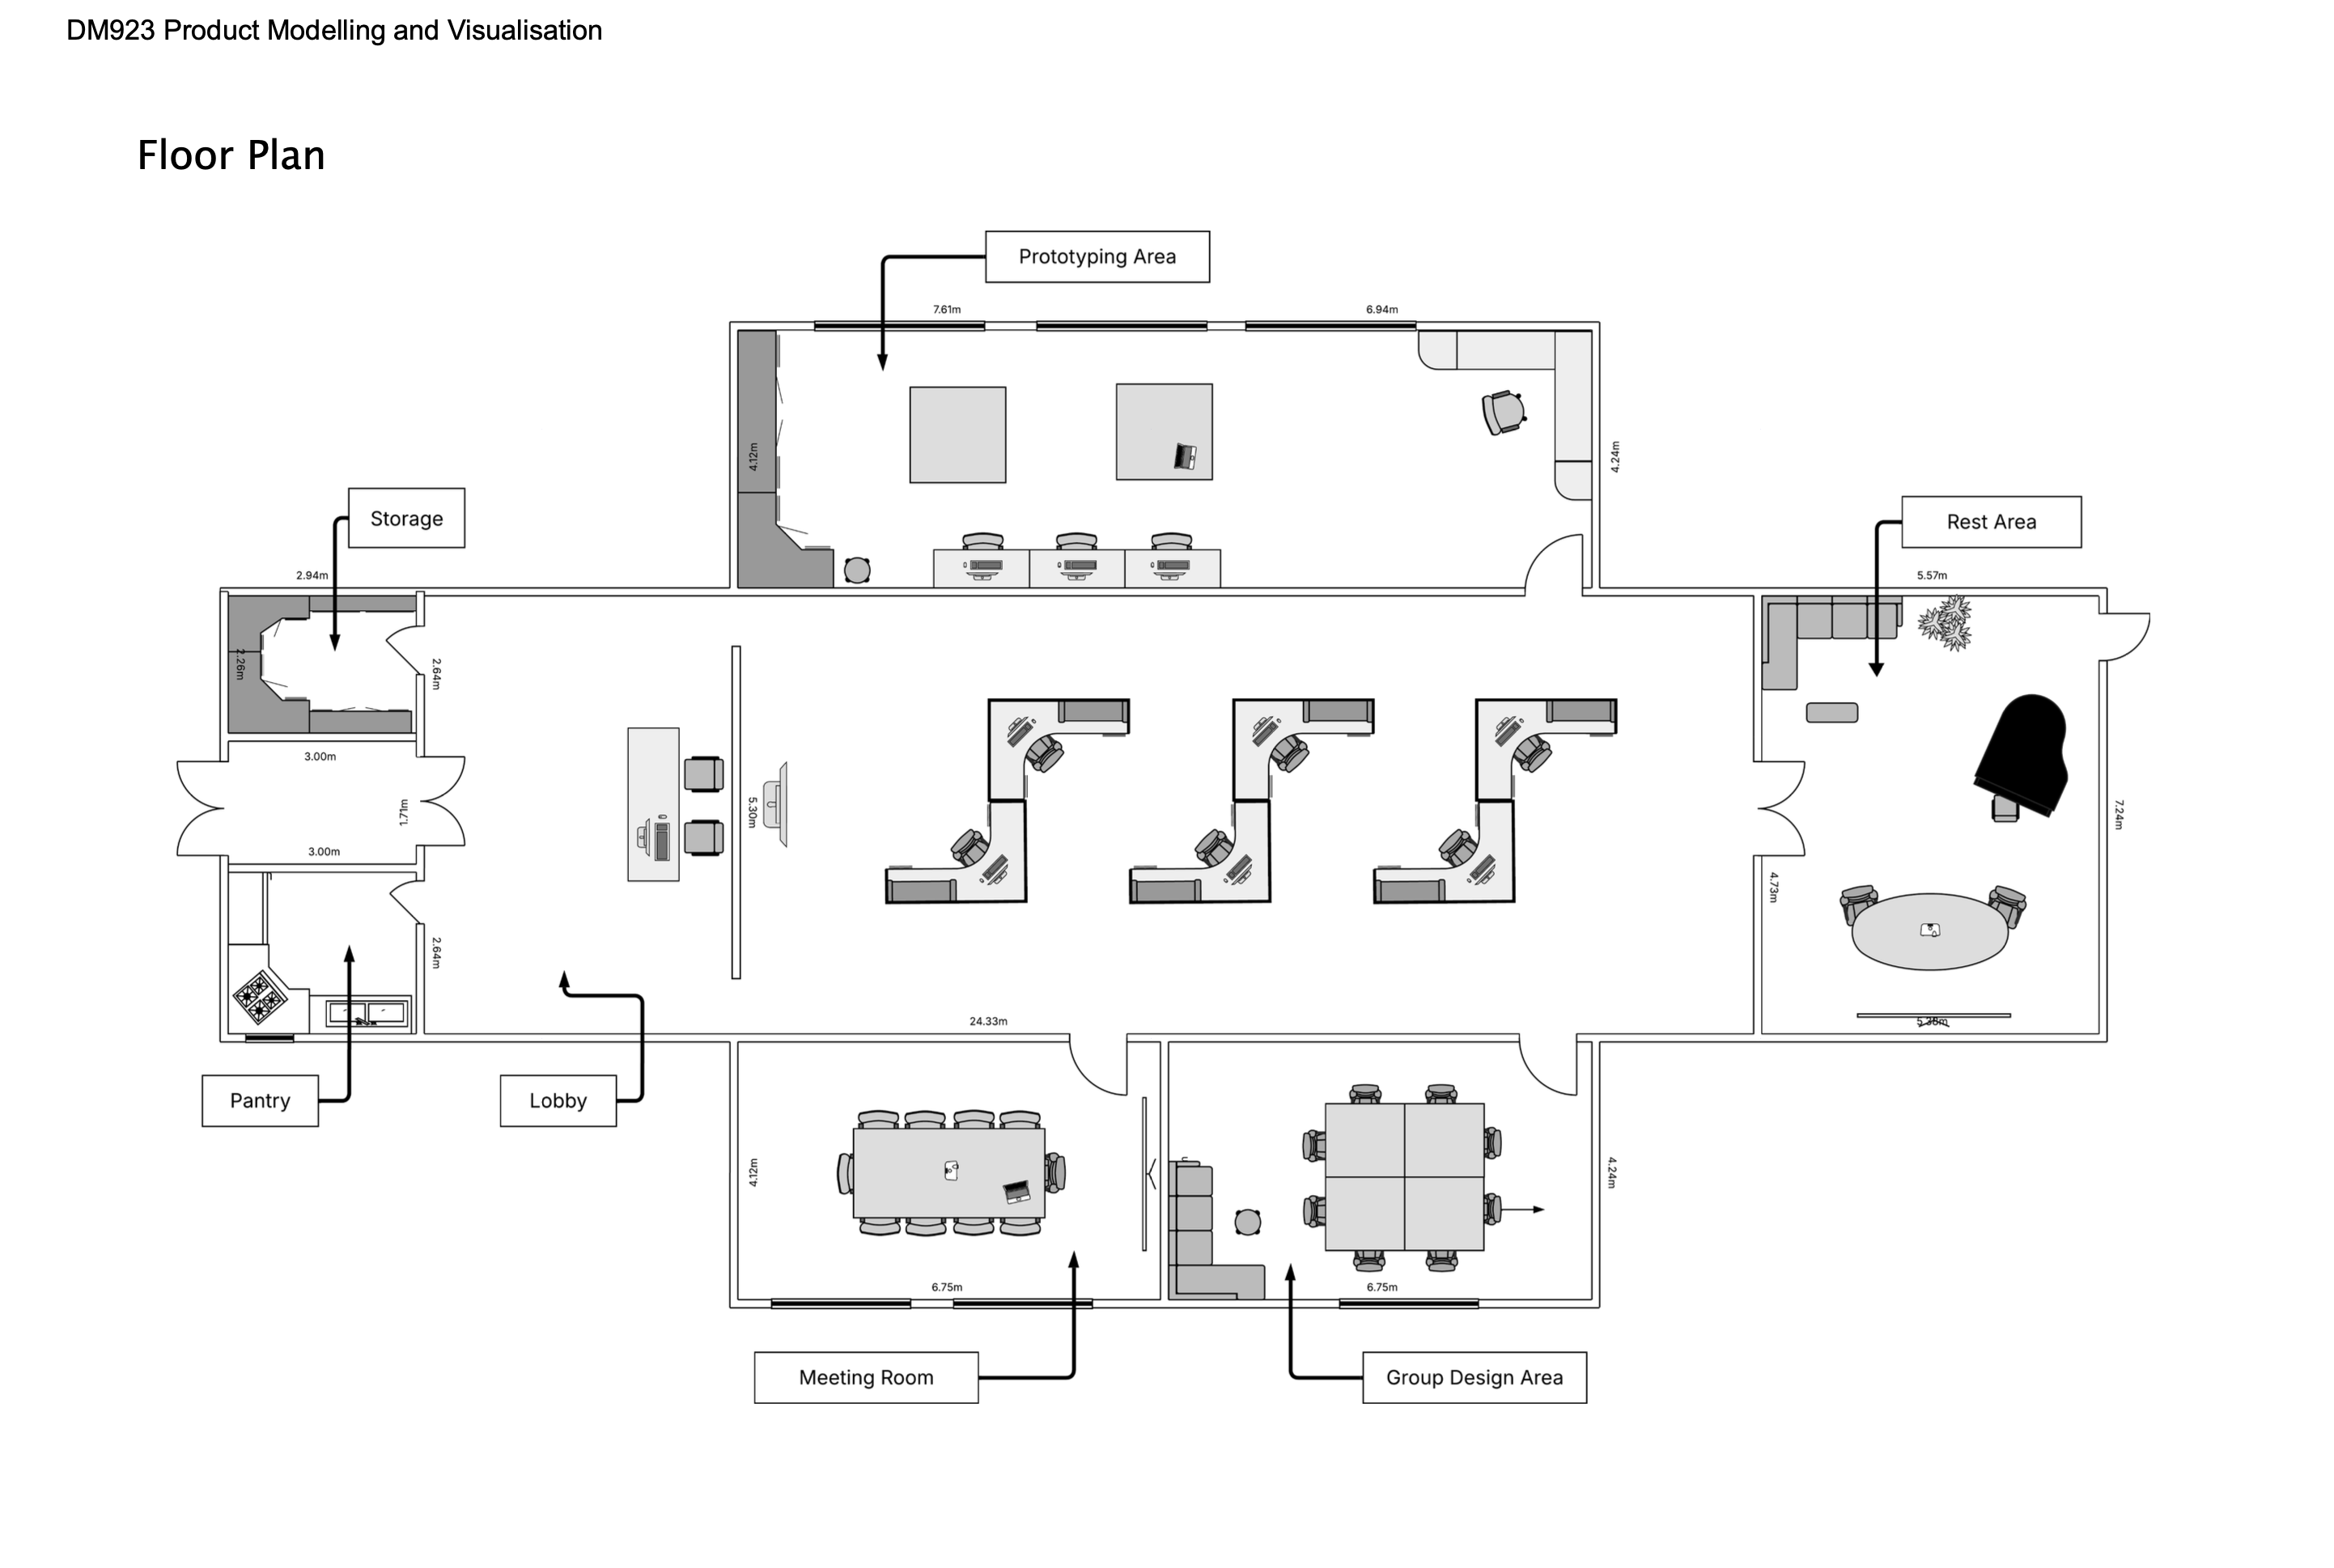 DM923 Product Modelling and Visualisation
Floor Plan
Prototyping Area
7.61m
6.94m
4.12m
4.24m
Storage
Rest Area
2.94m
5.57m
2.26m
2.64m
3.00m
1.71m
5.30m
7.24m
3.00m
4.73m
2.64m
24.33m
5.38m
Pantry
Lobby
4.12m
4.24m
6.75m
6.75m
Meeting Room
Group Design Area